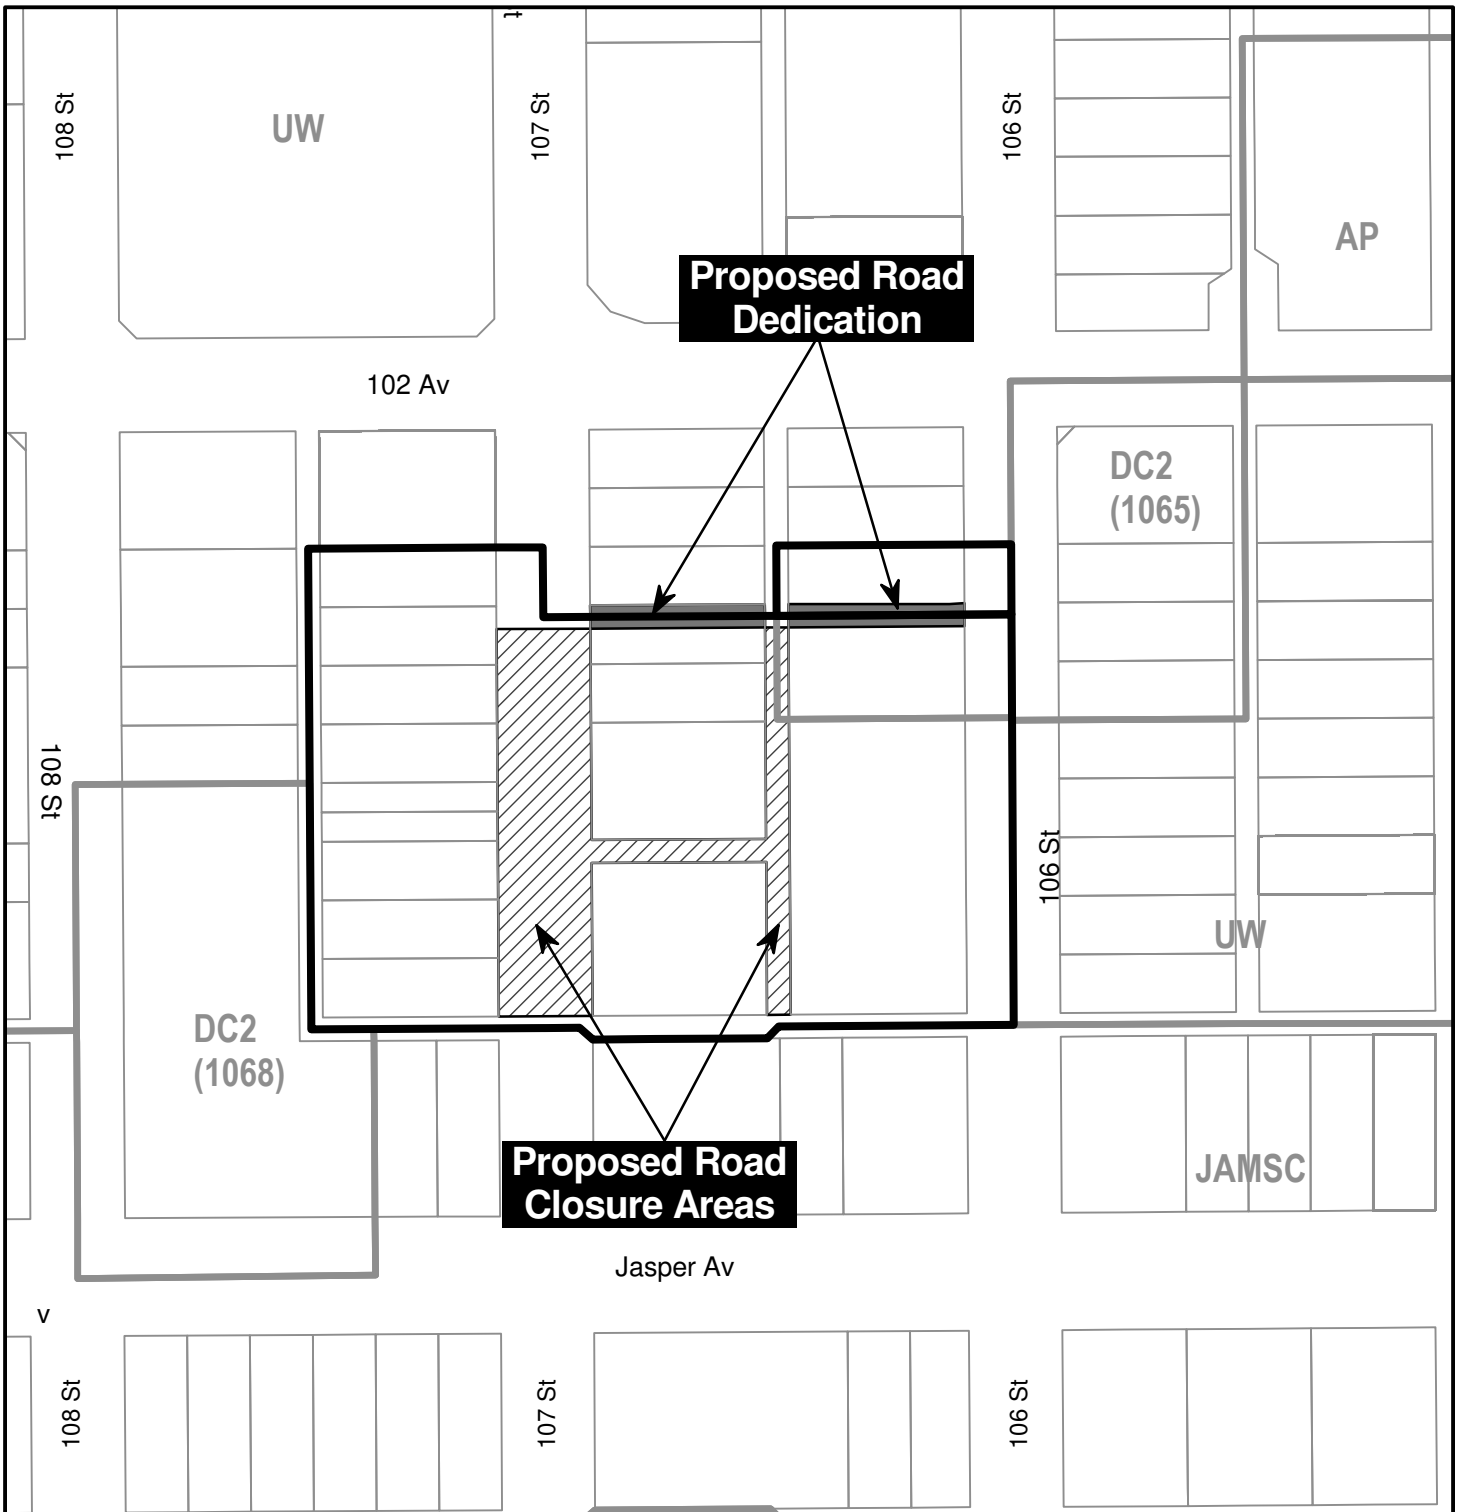 t
108 St
UW
107 St
106 St
AP
Proposed Road
Dedication
102 Av
DC2
(1065)
108 St
106 St
UW
DC2
(1068)
Proposed Road
Closure Areas
JAMSC
Jasper Av
v
108 St
107 St
106 St